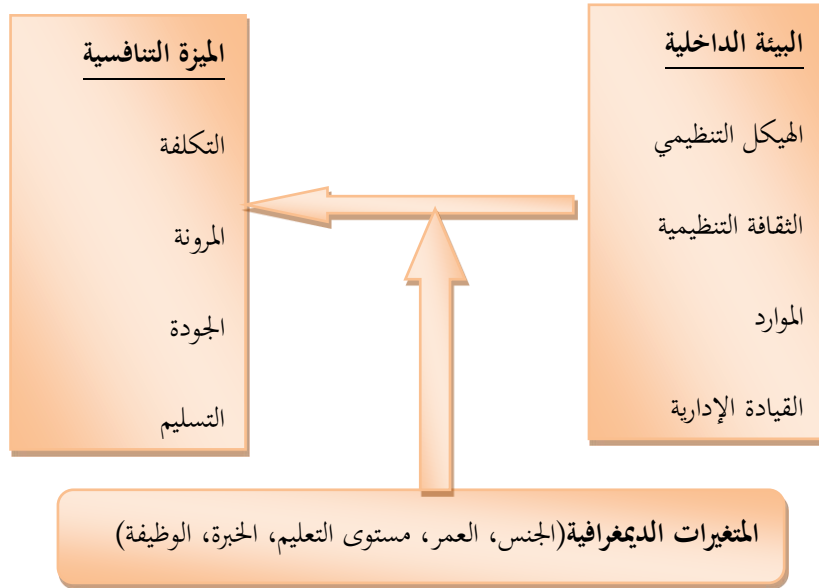 البيئة الداخلية
الهيكل التنظيمي
الثقافة التنظيمية
الموارد
القيادة الإدارية
الميزة التنافسية
التكلفة
المرونة
الجودة
التسليم
المتغيرات الديمغرافية(الجنس، العمر، مستوى التعليم، الخبرة، الوظيفة)